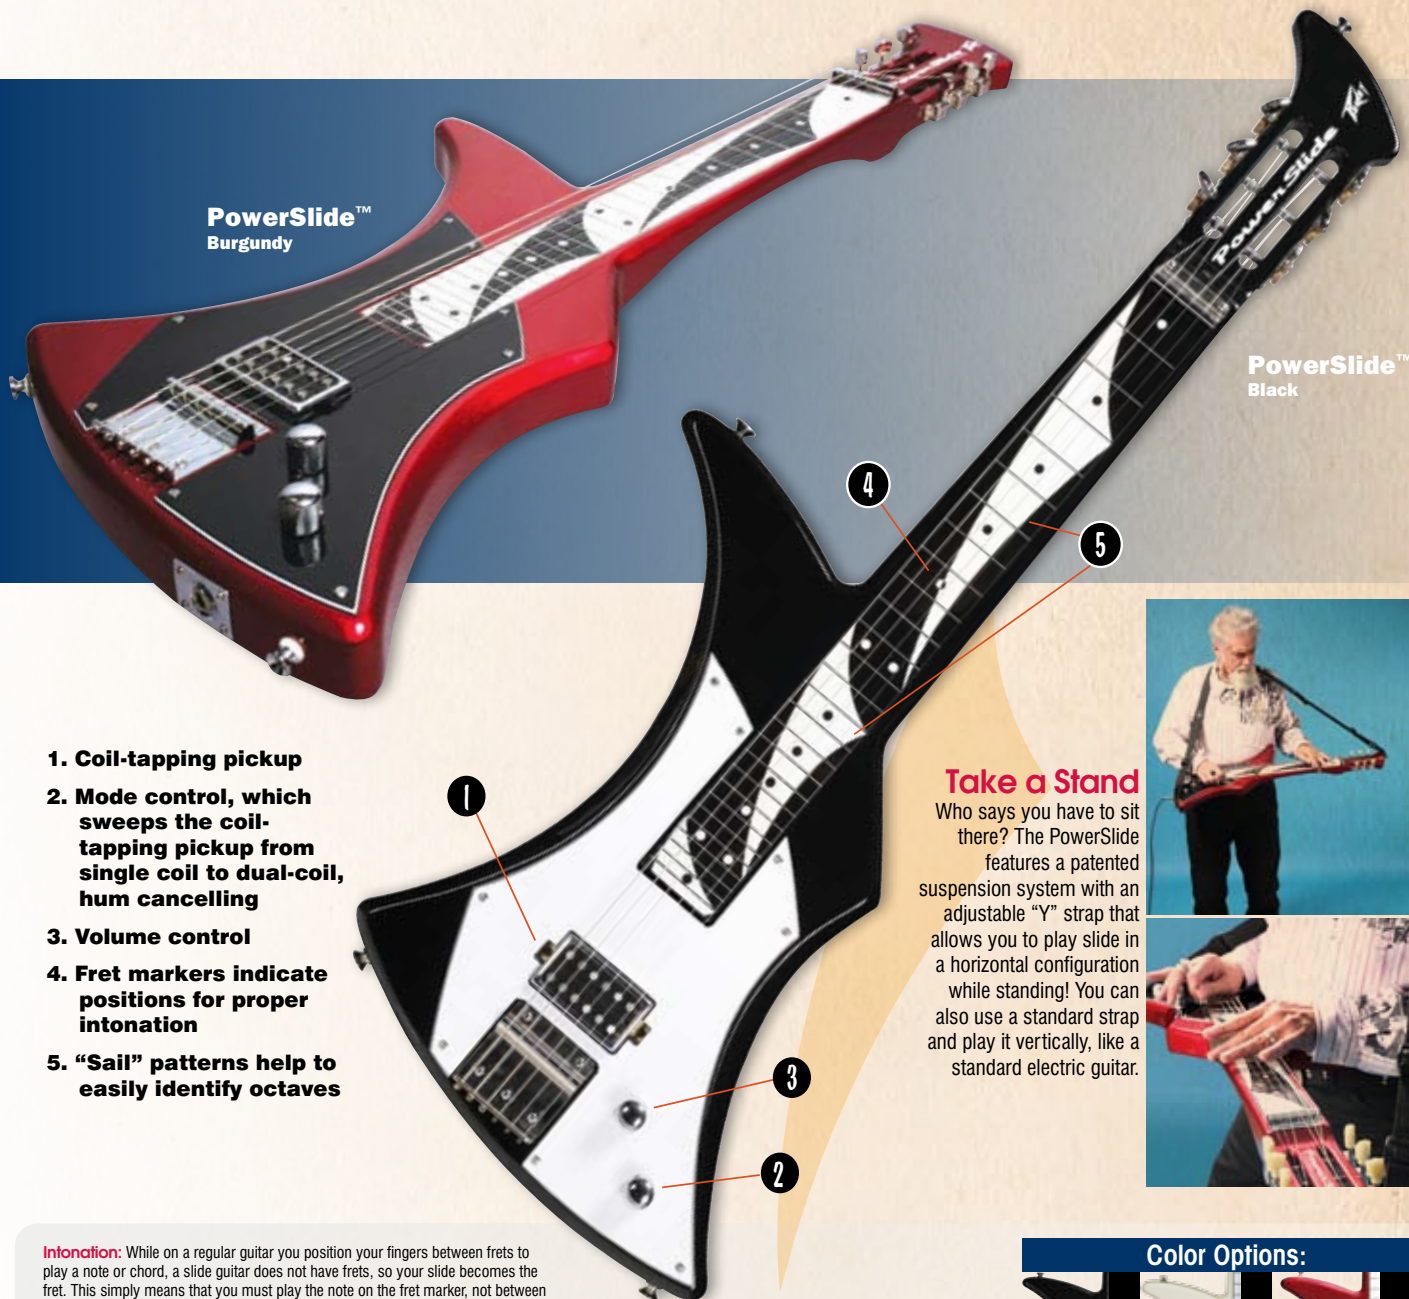 PowerSlide™
Burgundy
PowerSlide
PowerSlide™
Black
4
5
1. Coil-tapping pickup
2. Mode control, which
sweeps the coil-
tapping pickup from
single coil to dual-coil,
hum cancelling
3. Volume control
4. Fret markers indicate
positions for proper
intonation
5. “Sail” patterns help to
easily identify octaves
1
3
2
Take a Stand
Who says you have to sit
there? The PowerSlide
features a patented
suspension system with an
adjustable “Y” strap that
allows you to play slide in
a horizontal configuration
while standing! You can
also use a standard strap
and play it vertically, like a
standard electric guitar.
Intonation: While on a regular guitar you position your fingers between frets to
play a note or chord, a slide guitar does not have frets, so your slide becomes the
fret. This simply means that you must play the note on the fret marker, not between
Color Options: